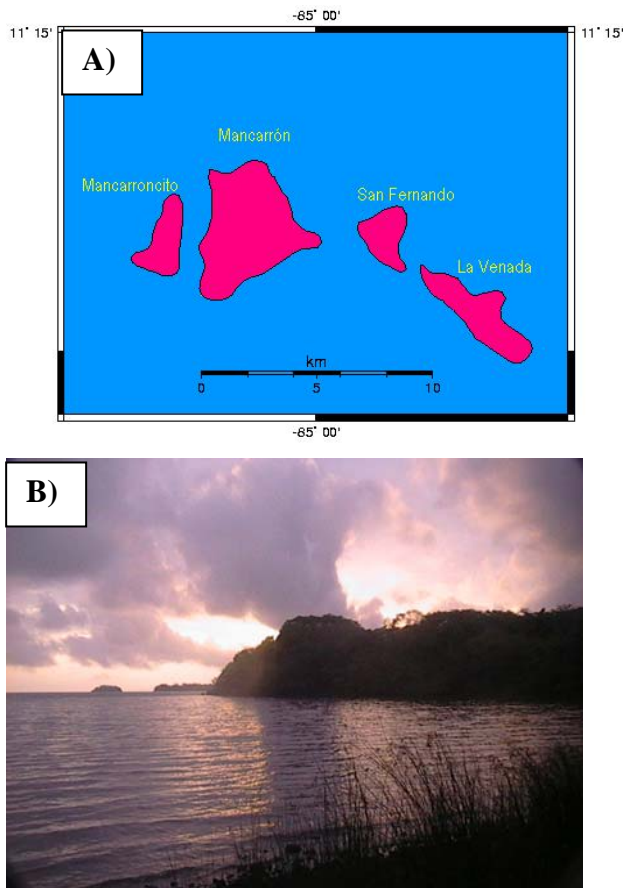 -85° 00'
11° 15'
11° 15'
A)
Mancarrón
Mancarroncito
San Fernando
La Venada
km
0 5 10
-85° 00'
B)